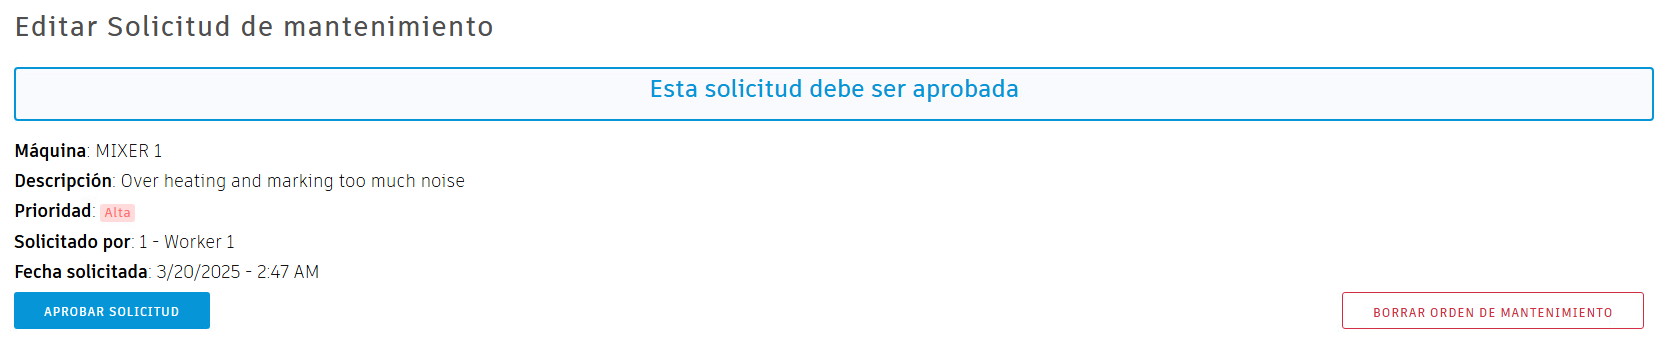 Editar Solicitud de mantenimiento
Esta solicitud debe ser aprobada
Máquina: MIXER 1
Descripción: Over heating and marking too much noise
Prioridad: Alta
Solicitado por: 1 - Worker 1
Fecha solicitada: 3/20/2025 - 2:47 AM
APROBAR SOLICITUD
BORRAR ORDEN DE MANTENIMIENTO